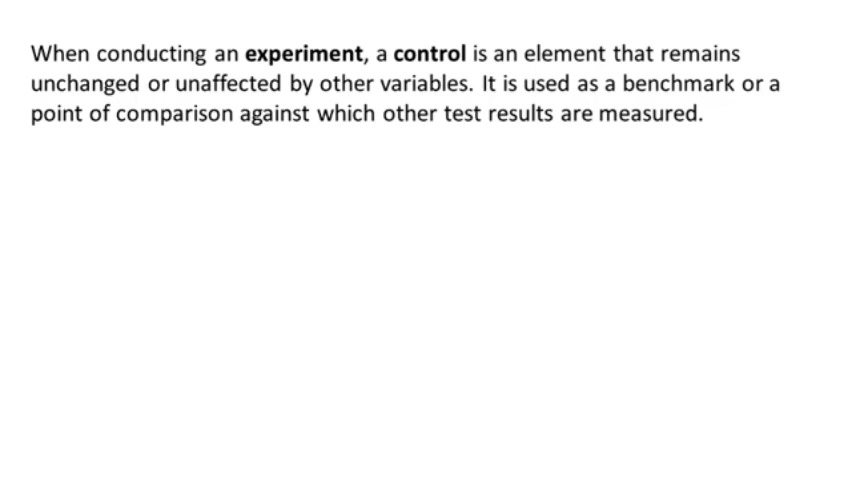 When conducting an experiment, a control is an element that remains
unchanged or unaffected by other variables. It is used as a benchmark or a
point of comparison against which other test results are measured.